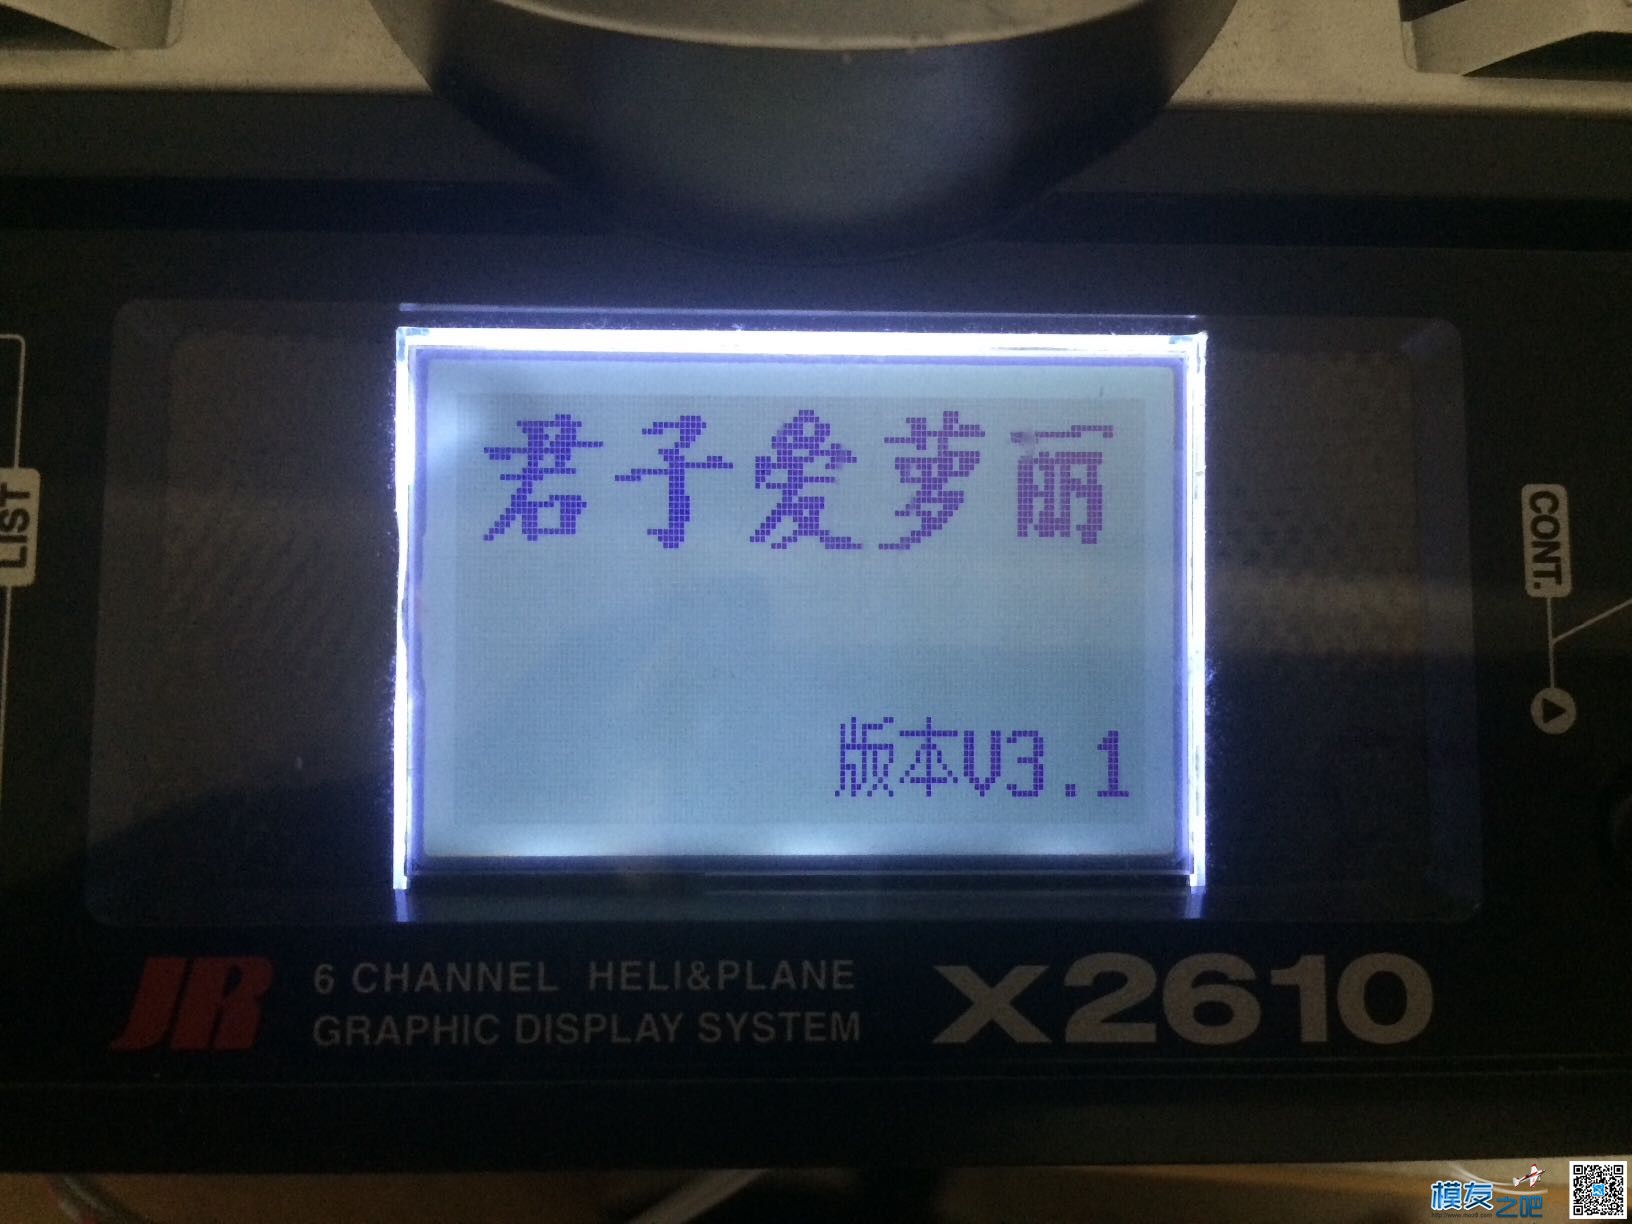 君子爱萝丽
版本V3.1
LIST
CONT.
JR
6 CHANNEL HELI&PLANE
GRAPHIC DISPLAY SYSTEM
X2610
模友之吧